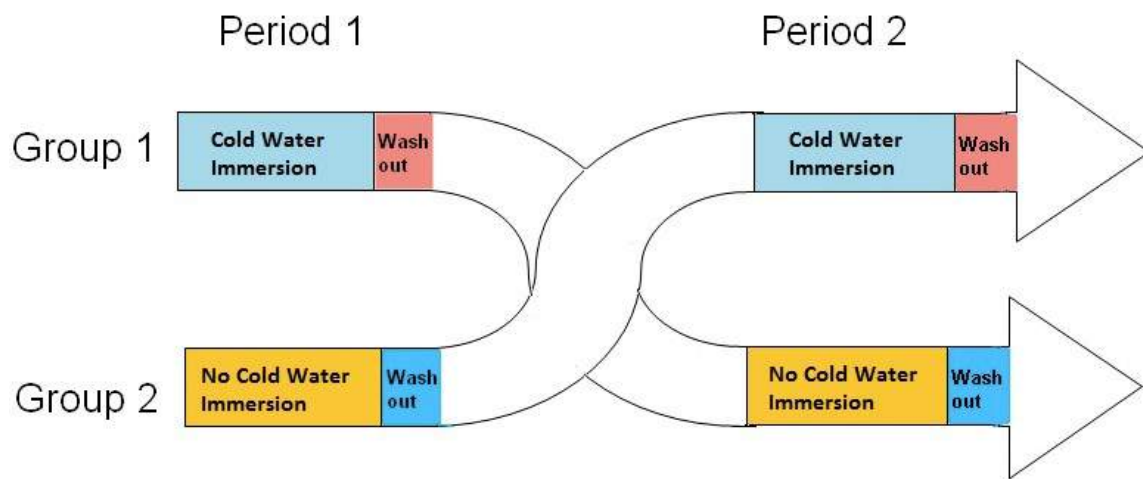 Period 1
Period 2
Group 1
Cold Water
Immersion
Wash
out
Cold Water
Immersion
Wash
out
Group 2
No Cold Water
Immersion
Wash
out
No Cold Water
Immersion
Wash
out